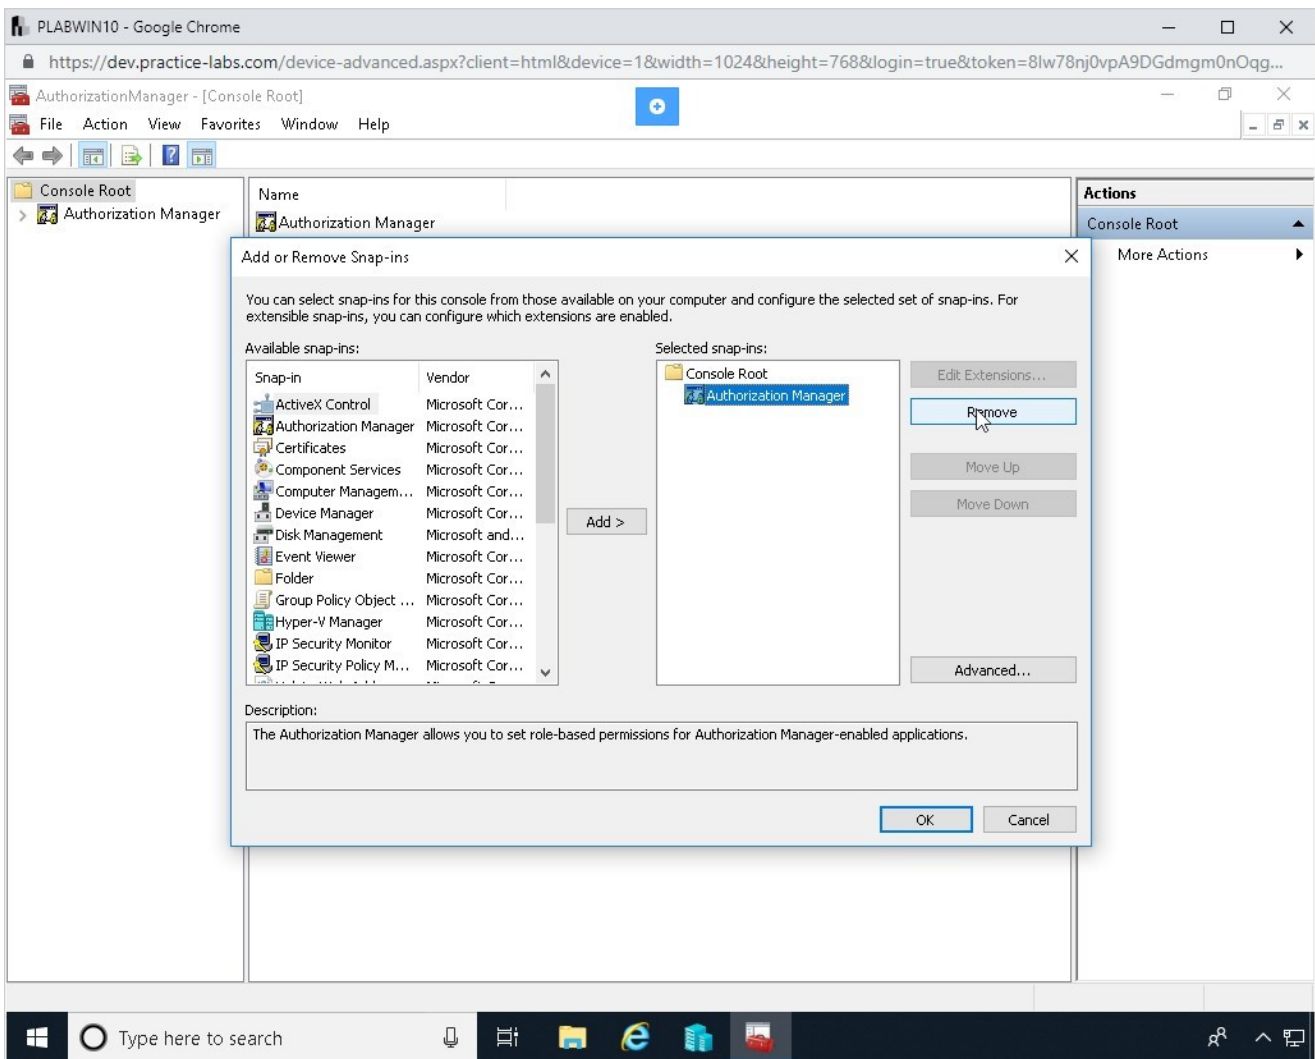 PLABWIN10 - Google Chrome
https://dev.practice-labs.com/device-advanced.aspx?client=html&device=1&width=1024&height=768&login=true&token=8lw78nj0vpA9DGdmgm0nOqg...
AuthorizationManager - [Console Root]
File Action View Favorites Window Help
Console Root
Authorization Manager
Name
Authorization Manager
Actions
Console Root
More Actions
Add or Remove Snap-ins
You can select snap-ins for this console from those available on your computer and configure the selected set of snap-ins. For
extensible snap-ins, you can configure which extensions are enabled.
Available snap-ins:
Snap-in Vendor
ActiveX Control Microsoft Cor...
Authorization Manager Microsoft Cor...
Certificates Microsoft Cor...
Component Services Microsoft Cor...
Computer Managem... Microsoft Cor...
Device Manager Microsoft Cor...
Disk Management Microsoft and...
Event Viewer Microsoft Cor...
Folder Microsoft Cor...
Group Policy Object ... Microsoft Cor...
Hyper-V Manager Microsoft Cor...
IP Security Monitor Microsoft Cor...
IP Security Policy M... Microsoft Cor...
Add >
Selected snap-ins:
Console Root
Authorization Manager
Edit Extensions...
Remove
Move Up
Move Down
Advanced...
Description:
The Authorization Manager allows you to set role-based permissions for Authorization Manager-enabled applications.
OK Cancel
Type here to search